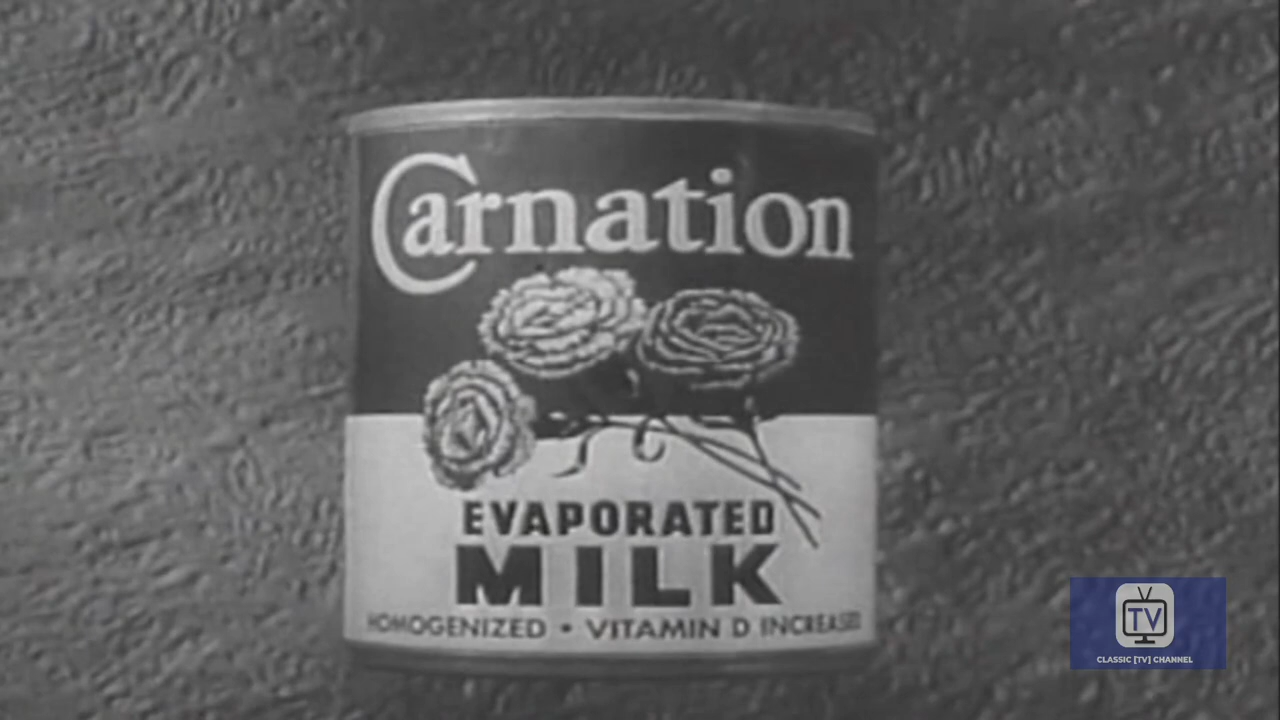 Carnation
EVAPORATED
MILK
HOMOGENIZED • VITAMIN D INCREASED
TV
CLASSIC [TV] CHANNEL